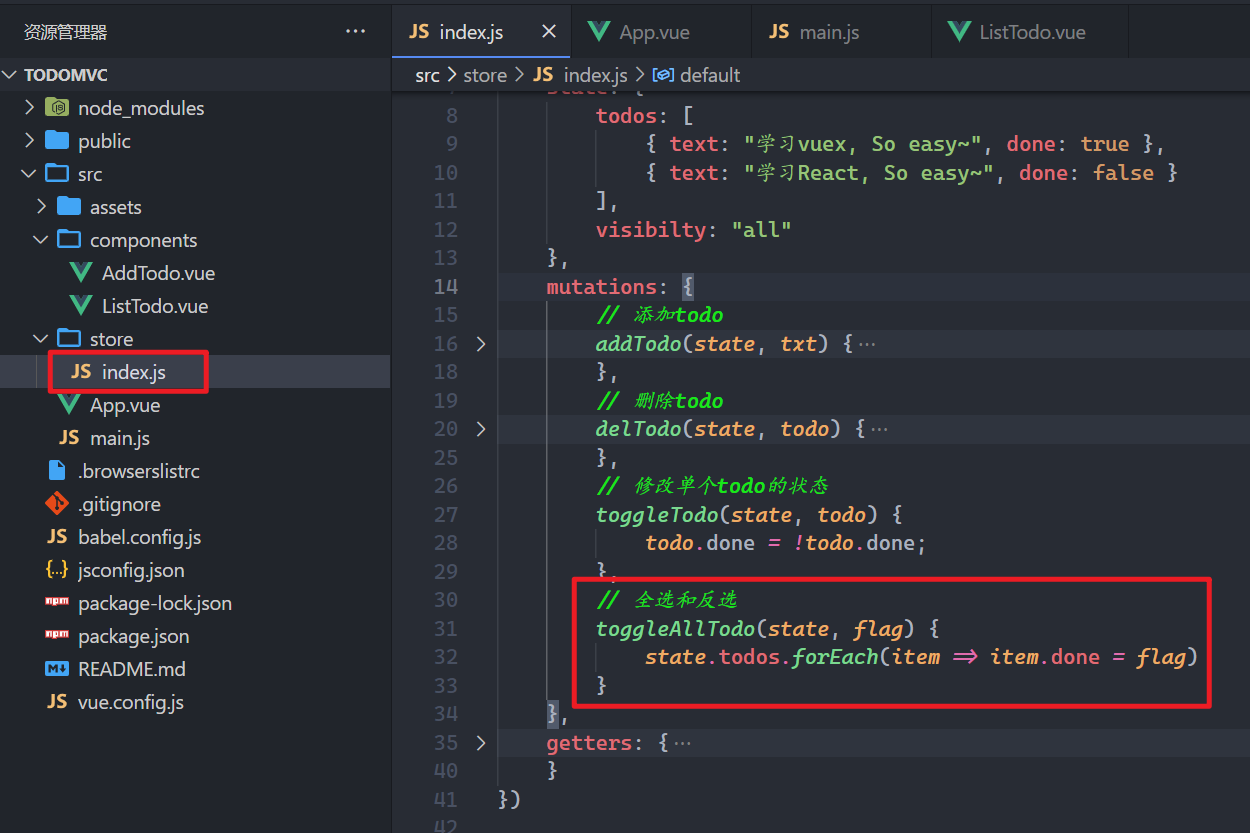 资源管理器
TODOMVC
node_modules
public
src
assets
components
AddTodo.vue
ListTodo.vue
store
JS index.js
App.vue
JS main.js
.browserslistrc
.gitignore
JS babel.config.js
{..} jsconfig.json
npm package-lock.json
npm package.json
README.md
JS vue.config.js
JS index.js
App.vue
JS main.js
ListTodo.vue
src > store > JS index.js > default
8 todos: [
9 { text: "学习vuex, So easy~", done: true },
10 { text: "学习React, So easy~", done: false }
11 ],
12 visibilty: "all"
13 },
14 mutations: {
15 // 添加todo
16 addTodo(state, txt) {…
18 },
19 // 删除todo
20 delTodo(state, todo) {…
25 },
26 // 修改单个todo的状态
27 toggleTodo(state, todo) {
28 todo.done = !todo.done;
29 },
30 // 全选和反选
31 toggleAllTodo(state, flag) {
32 state.todos.forEach(item => item.done = flag)
33 }
34 },
35 getters: {…
40 }
41 })
42